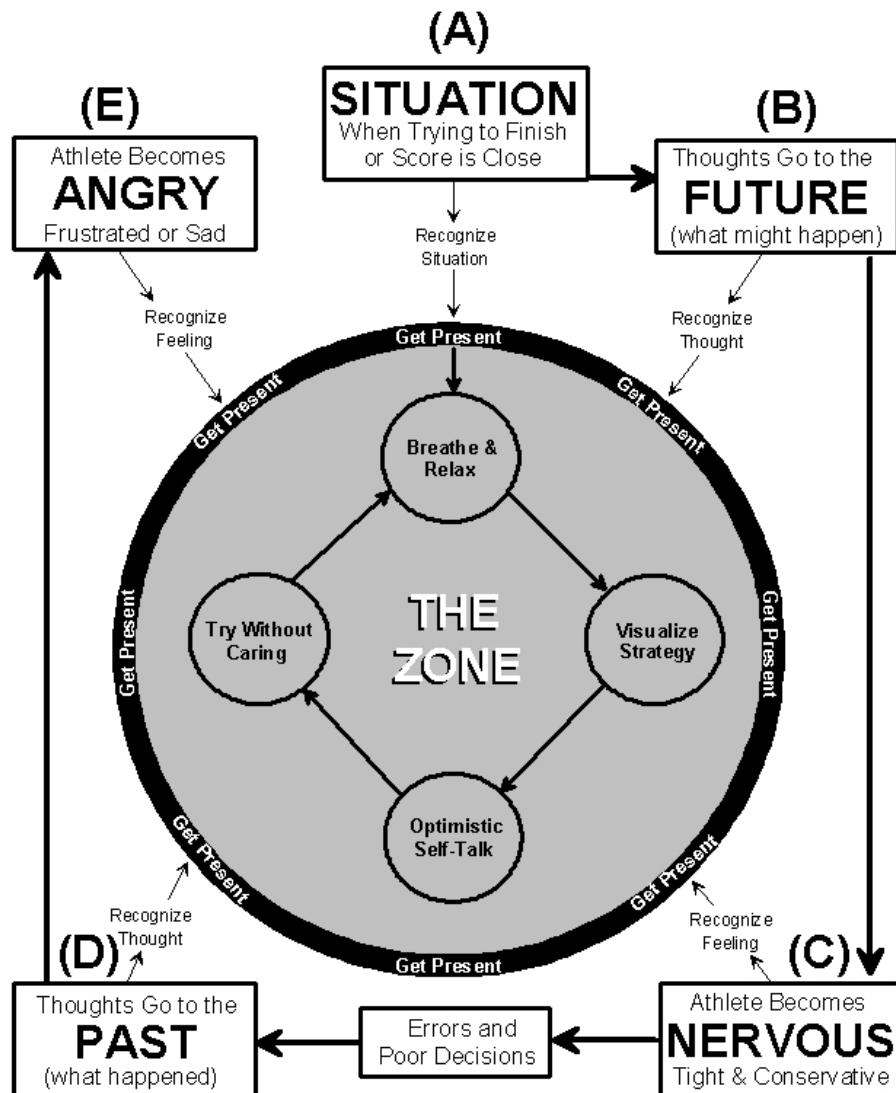 (A)
SITUATION
When Trying to Finish
or Score is Close
(E)
Athlete Becomes
ANGRY
Frustrated or Sad
(B)
Thoughts Go to the
FUTURE
(what might happen)
Recognize
Situation
Recognize
Feeling
Recognize
Thought
Get Present
Get Present
Get Present
Breathe &
Relax
THE
ZONE
Try Without
Caring
Visualize
Strategy
Get Present
Get Present
Optimistic
Self-Talk
Get Present
Get Present
Get Present
Recognize
Thought
Recognize
Feeling
(D)
Thoughts Go to the
PAST
(what happened)
Errors and
Poor Decisions
(C)
Athlete Becomes
NERVOUS
Tight & Conservative